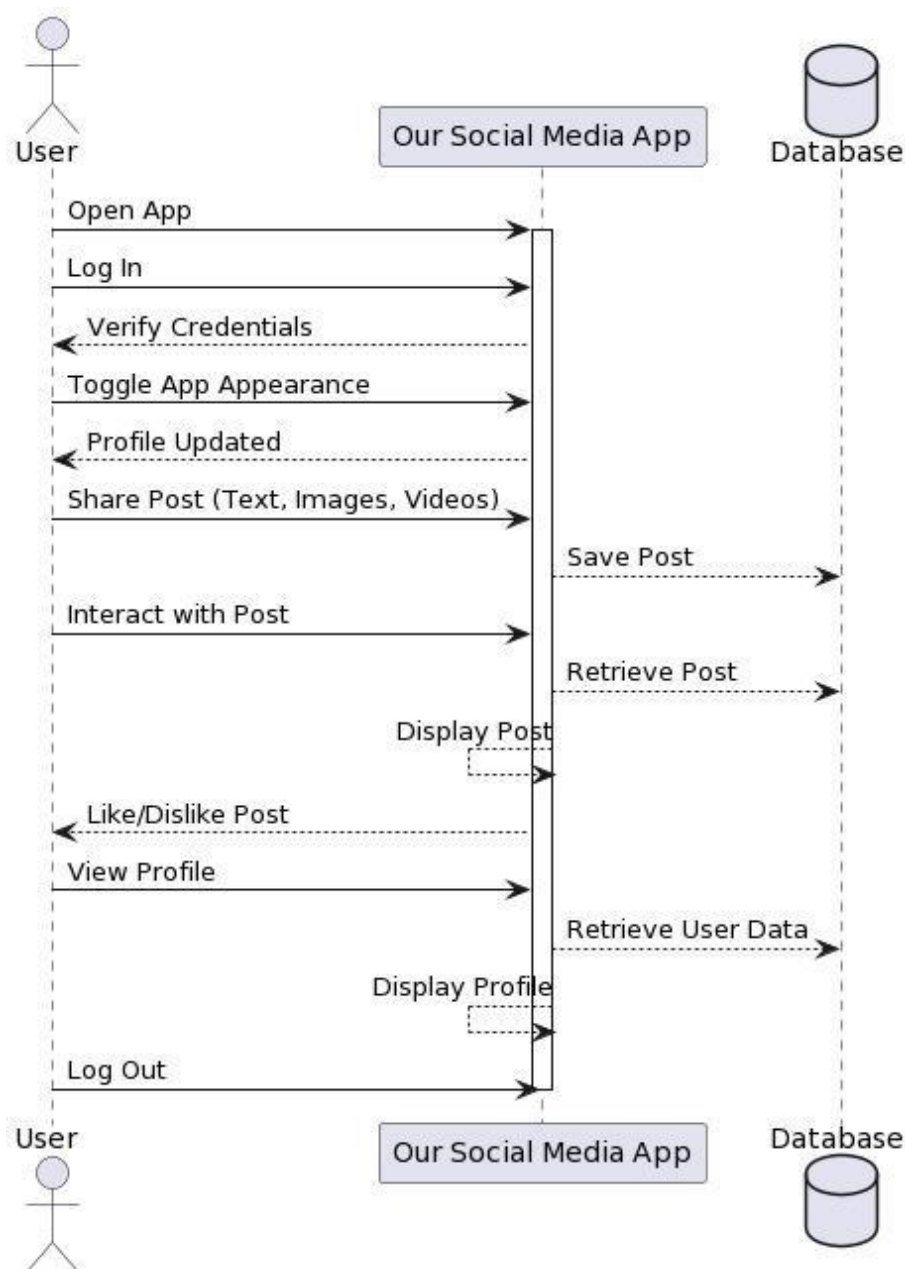 User
Our Social Media App
Database
Open App
Log In
Verify Credentials
Toggle App Appearance
Profile Updated
Share Post (Text, Images, Videos)
Save Post
Interact with Post
Retrieve Post
Display Post
Like/Dislike Post
View Profile
Retrieve User Data
Display Profile
Log Out
User
Our Social Media App
Database